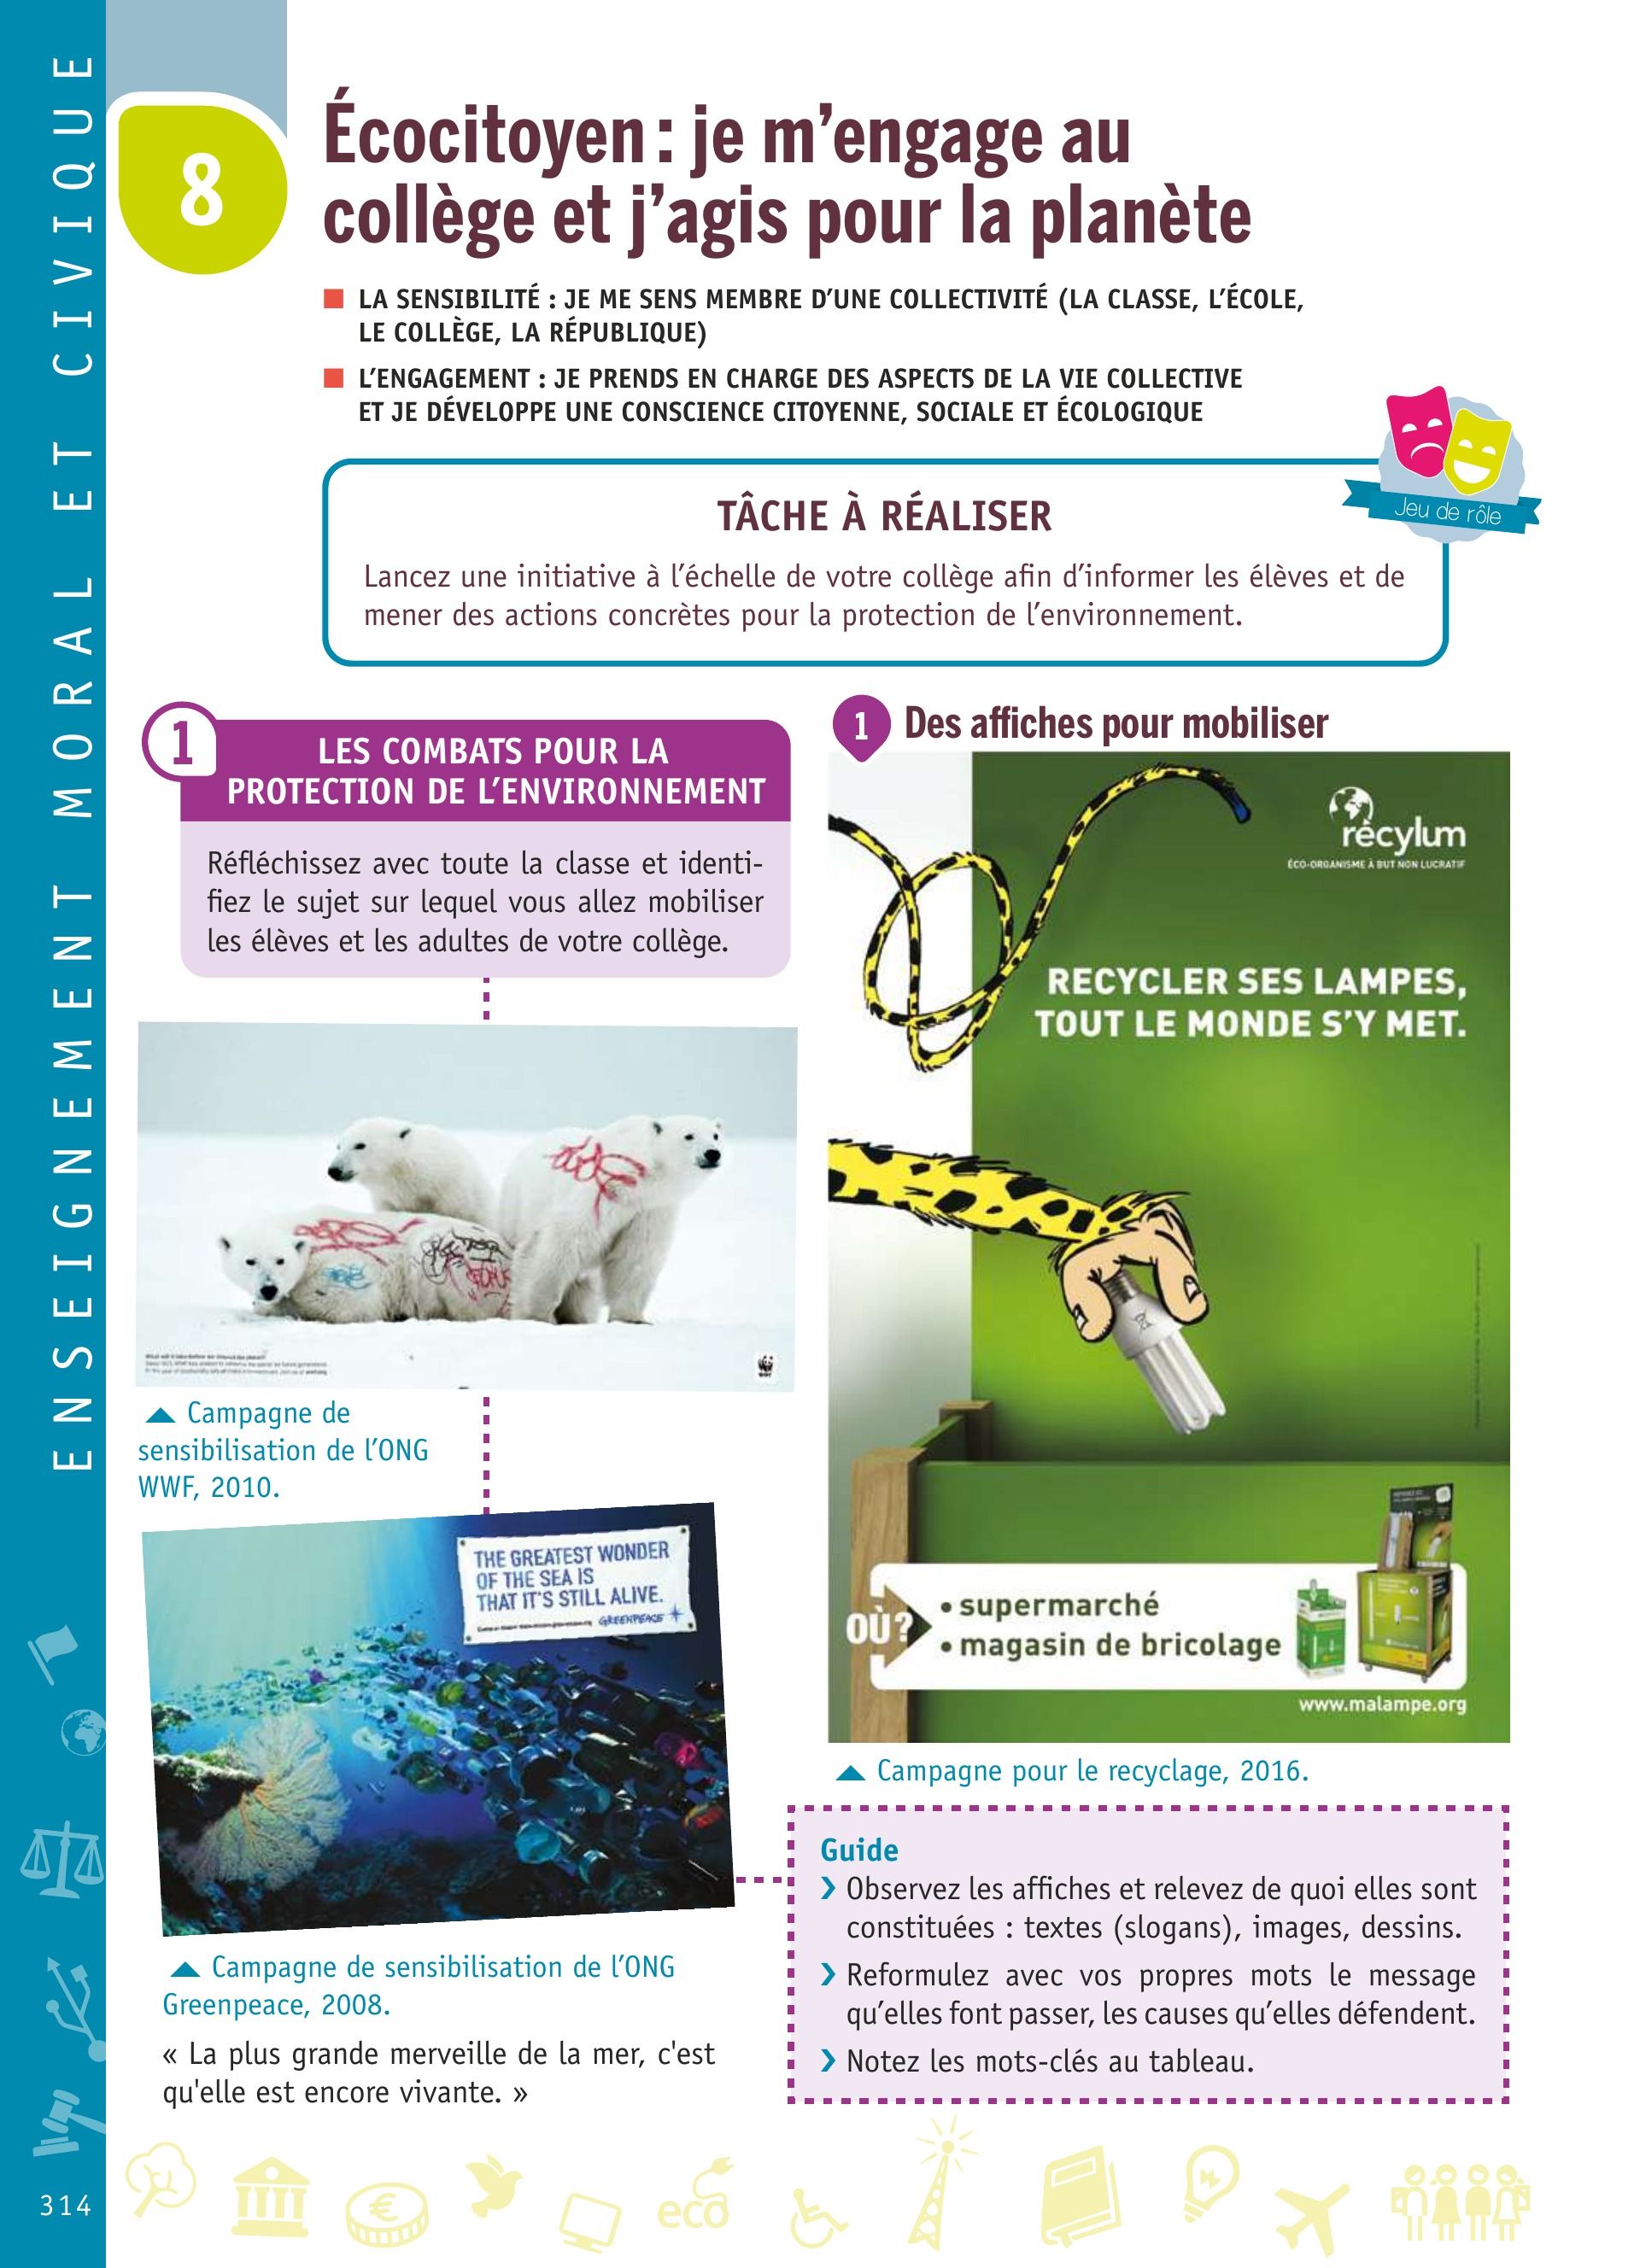 ENSEIGNEMENT MORAL ET CIVIQUE
8
Écocitoyen : je m'engage au
collège et j'agis pour la planète
LA SENSIBILITÉ : JE ME SENS MEMBRE D'UNE COLLECTIVITÉ (LA CLASSE, L'ÉCOLE,
LE COLLÈGE, LA RÉPUBLIQUE)
L'ENGAGEMENT : JE PRENDS EN CHARGE DES ASPECTS DE LA VIE COLLECTIVE
ET JE DÉVELOPPE UNE CONSCIENCE CITOYENNE, SOCIALE ET ÉCOLOGIQUE
Jeu de rôle
TÂCHE À RÉALISER
Lancez une initiative à l'échelle de votre collège afin d'informer les élèves et de
mener des actions concrètes pour la protection de l'environnement.
1
LES COMBATS POUR LA
PROTECTION DE L'ENVIRONNEMENT
Réfléchissez avec toute la classe et identi-
fiez le sujet sur lequel vous allez mobiliser
les élèves et les adultes de votre collège.
WWF
▲ Campagne de
sensibilisation de l'ONG
WWF, 2010.
THE GREATEST WONDER
OF THE SEA IS
THAT IT'S STILL ALIVE.
GREENPEACE
▲ Campagne de sensibilisation de l'ONG
Greenpeace, 2008.
« La plus grande merveille de la mer, c'est
qu'elle est encore vivante. »
1 Des affiches pour mobiliser
récylum
ÉCO-ORGANISME À BUT NON LUCRATIF
RECYCLER SES LAMPES,
TOUT LE MONDE S'Y MET.
OÙ?
• supermarché
• magasin de bricolage
www.malampe.org
▲ Campagne pour le recyclage, 2016.
Guide
› Observez les affiches et relevez de quoi elles sont
constituées : textes (slogans), images, dessins.
› Reformulez avec vos propres mots le message
qu'elles font passer, les causes qu'elles défendent.
› Notez les mots-clés au tableau.
eco
314